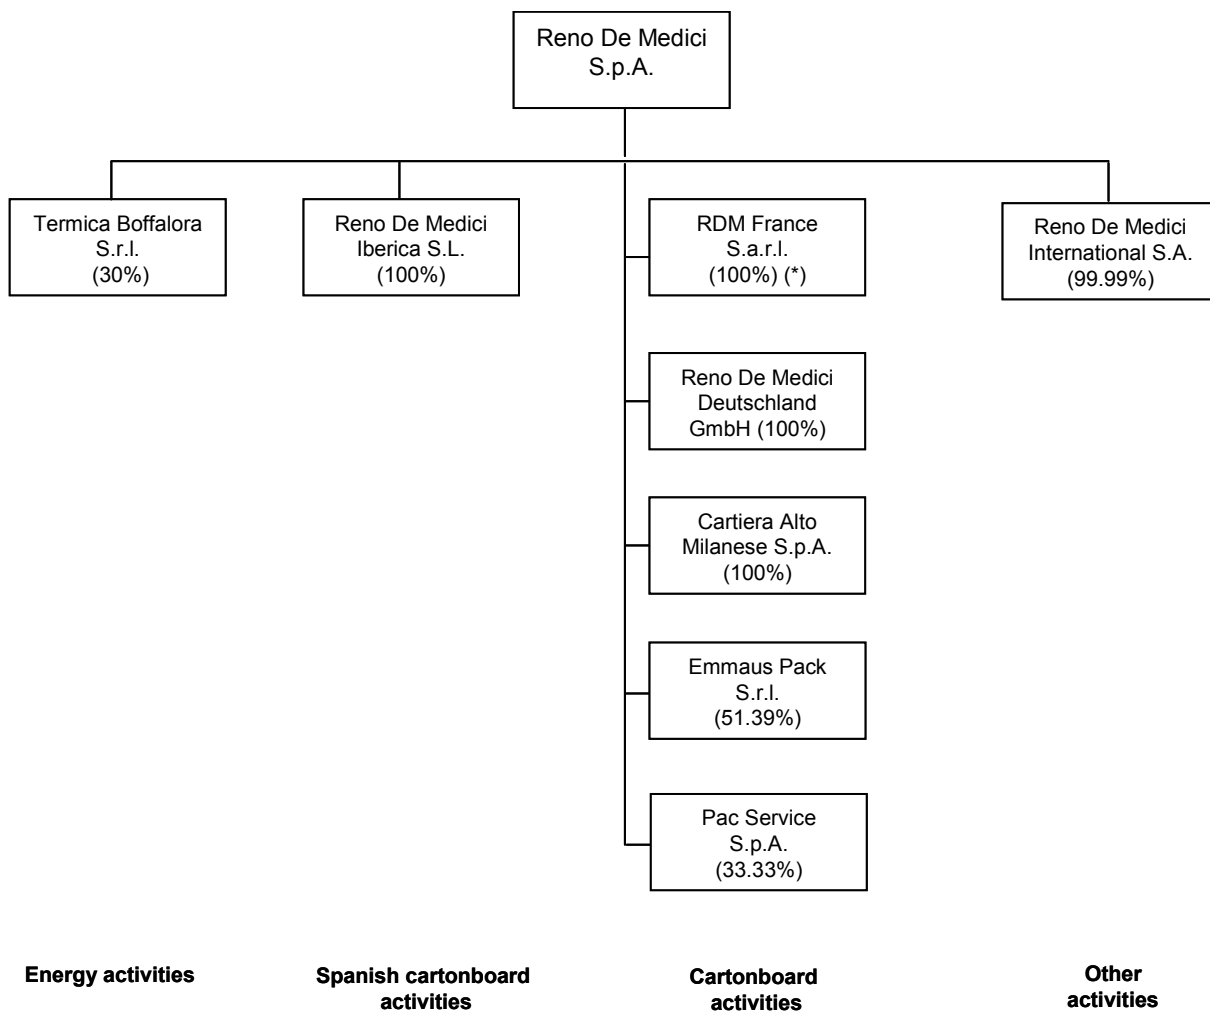 Reno De Medici
S.p.A.
Termica Boffalora
S.r.l.
(30%)
Reno De Medici
Iberica S.L.
(100%)
RDM France
S.a.r.l.
(100%) (*)
Reno De Medici
International S.A.
(99.99%)
Reno De Medici
Deutschland
GmbH (100%)
Cartiera Alto
Milanese S.p.A.
(100%)
Emmaus Pack
S.r.l.
(51.39%)
Pac Service
S.p.A.
(33.33%)
Energy activities
Spanish cartonboard
activities
Cartonboard
activities
Other
activities